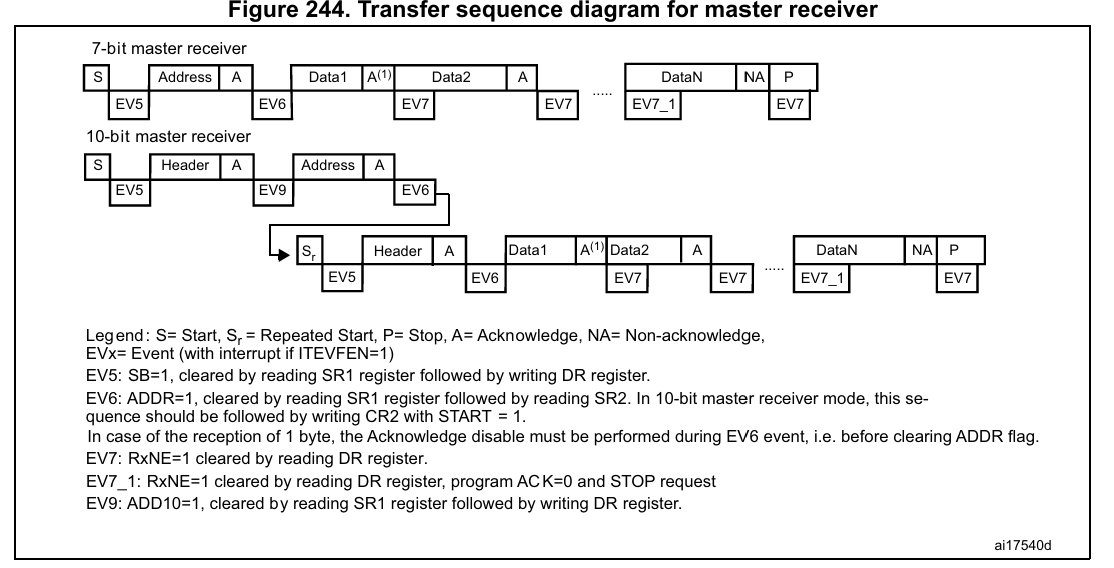 Figure 244. Transfer sequence diagram for master receiver
7-bit master receiver
S Address A Data1 A(1) Data2 A DataN NA P
EV5 EV6 EV7 EV7 ..... EV7_1 EV7
10-bit master receiver
S Header A Address A
EV5 EV9 EV6
Sr Header A Data1 A(1) Data2 A DataN NA P
EV5 EV6 EV7 EV7 ..... EV7_1 EV7
Legend: S= Start, Sr = Repeated Start, P= Stop, A= Acknowledge, NA= Non-acknowledge,
EVx= Event (with interrupt if ITEVFEN=1)
EV5: SB=1, cleared by reading SR1 register followed by writing DR register.
EV6: ADDR=1, cleared by reading SR1 register followed by reading SR2. In 10-bit master receiver mode, this se-
quence should be followed by writing CR2 with START = 1.
In case of the reception of 1 byte, the Acknowledge disable must be performed during EV6 event, i.e. before clearing ADDR flag.
EV7: RxNE=1 cleared by reading DR register.
EV7_1: RxNE=1 cleared by reading DR register, program ACK=0 and STOP request
EV9: ADD10=1, cleared by reading SR1 register followed by writing DR register.
ai17540d